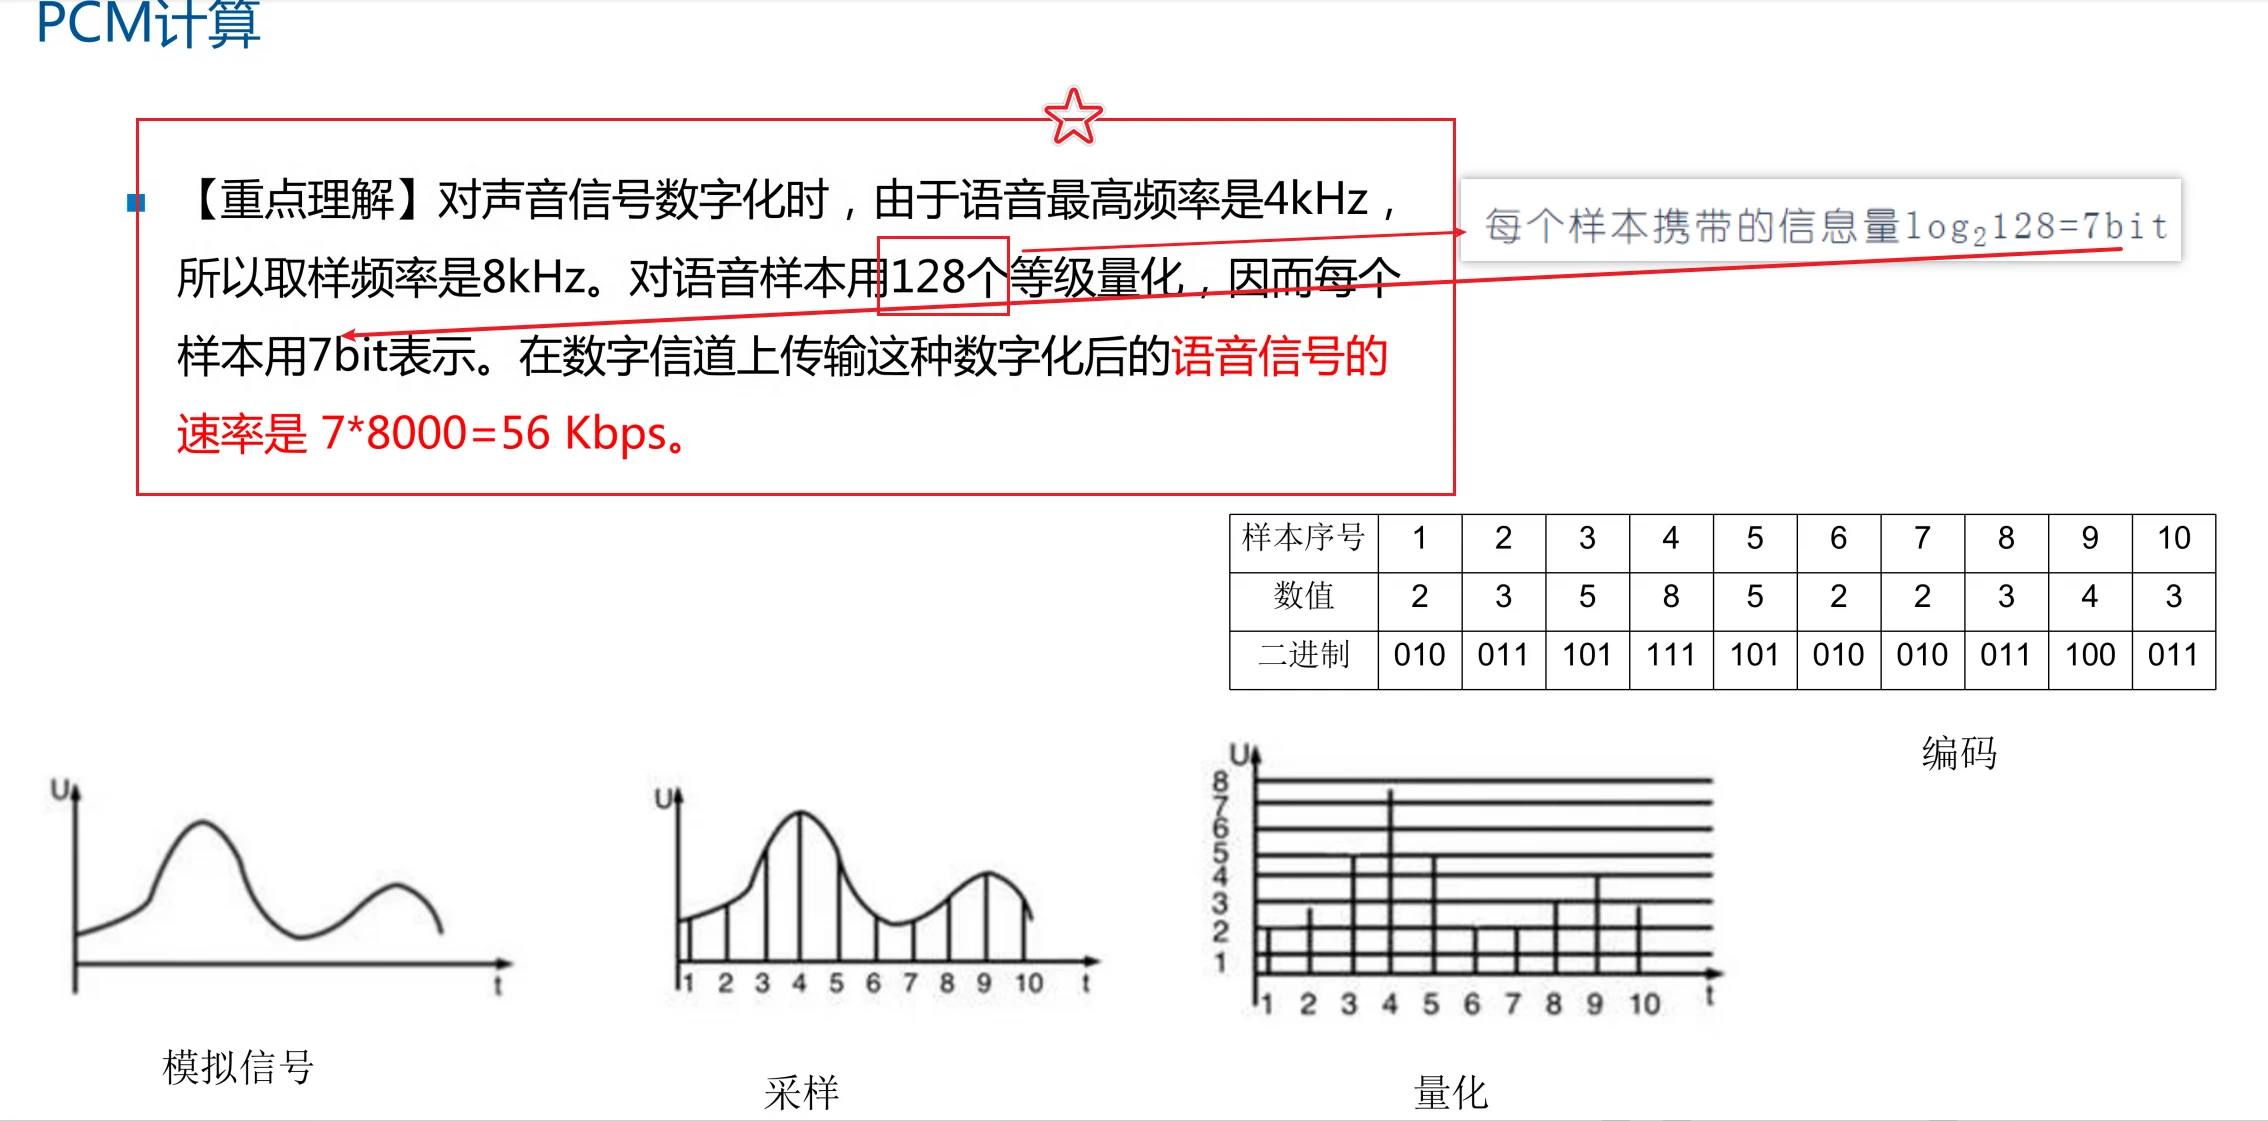 PCM计算
【重点理解】对声音信号数字化时，由于语音最高频率是4kHz，
所以取样频率是8kHz。对语音样本用128个等级量化，因而每个
样本用7bit表示。在数字信道上传输这种数字化后的语音信号的
速率是 7*8000=56 Kbps。
每个样本携带的信息量log₂128=7bit
样本序号 1 2 3 4 5 6 7 8 9 10
数值 2 3 5 8 5 2 2 3 4 3
二进制 010 011 101 111 101 010 010 011 100 011
编码
U
t
模拟信号
U
1 2 3 4 5 6 7 8 9 10 t
采样
U
8
7
6
5
4
3
2
1
1 2 3 4 5 6 7 8 9 10 t
量化